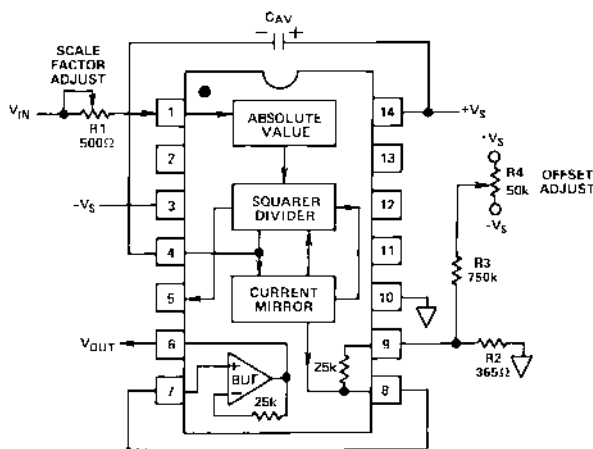 CAV
− +
SCALE
FACTOR
ADJUST
VIN
R1
500Ω
1
ABSOLUTE
VALUE
14
+VS
2
13
+VS
R4
50k
OFFSET
ADJUST
−VS
−VS
3
SQUARER
DIVIDER
12
4
11
R3
750k
5
CURRENT
MIRROR
10
VOUT
6
9
R2
365Ω
25k
7
+
BUF
−
25k
8